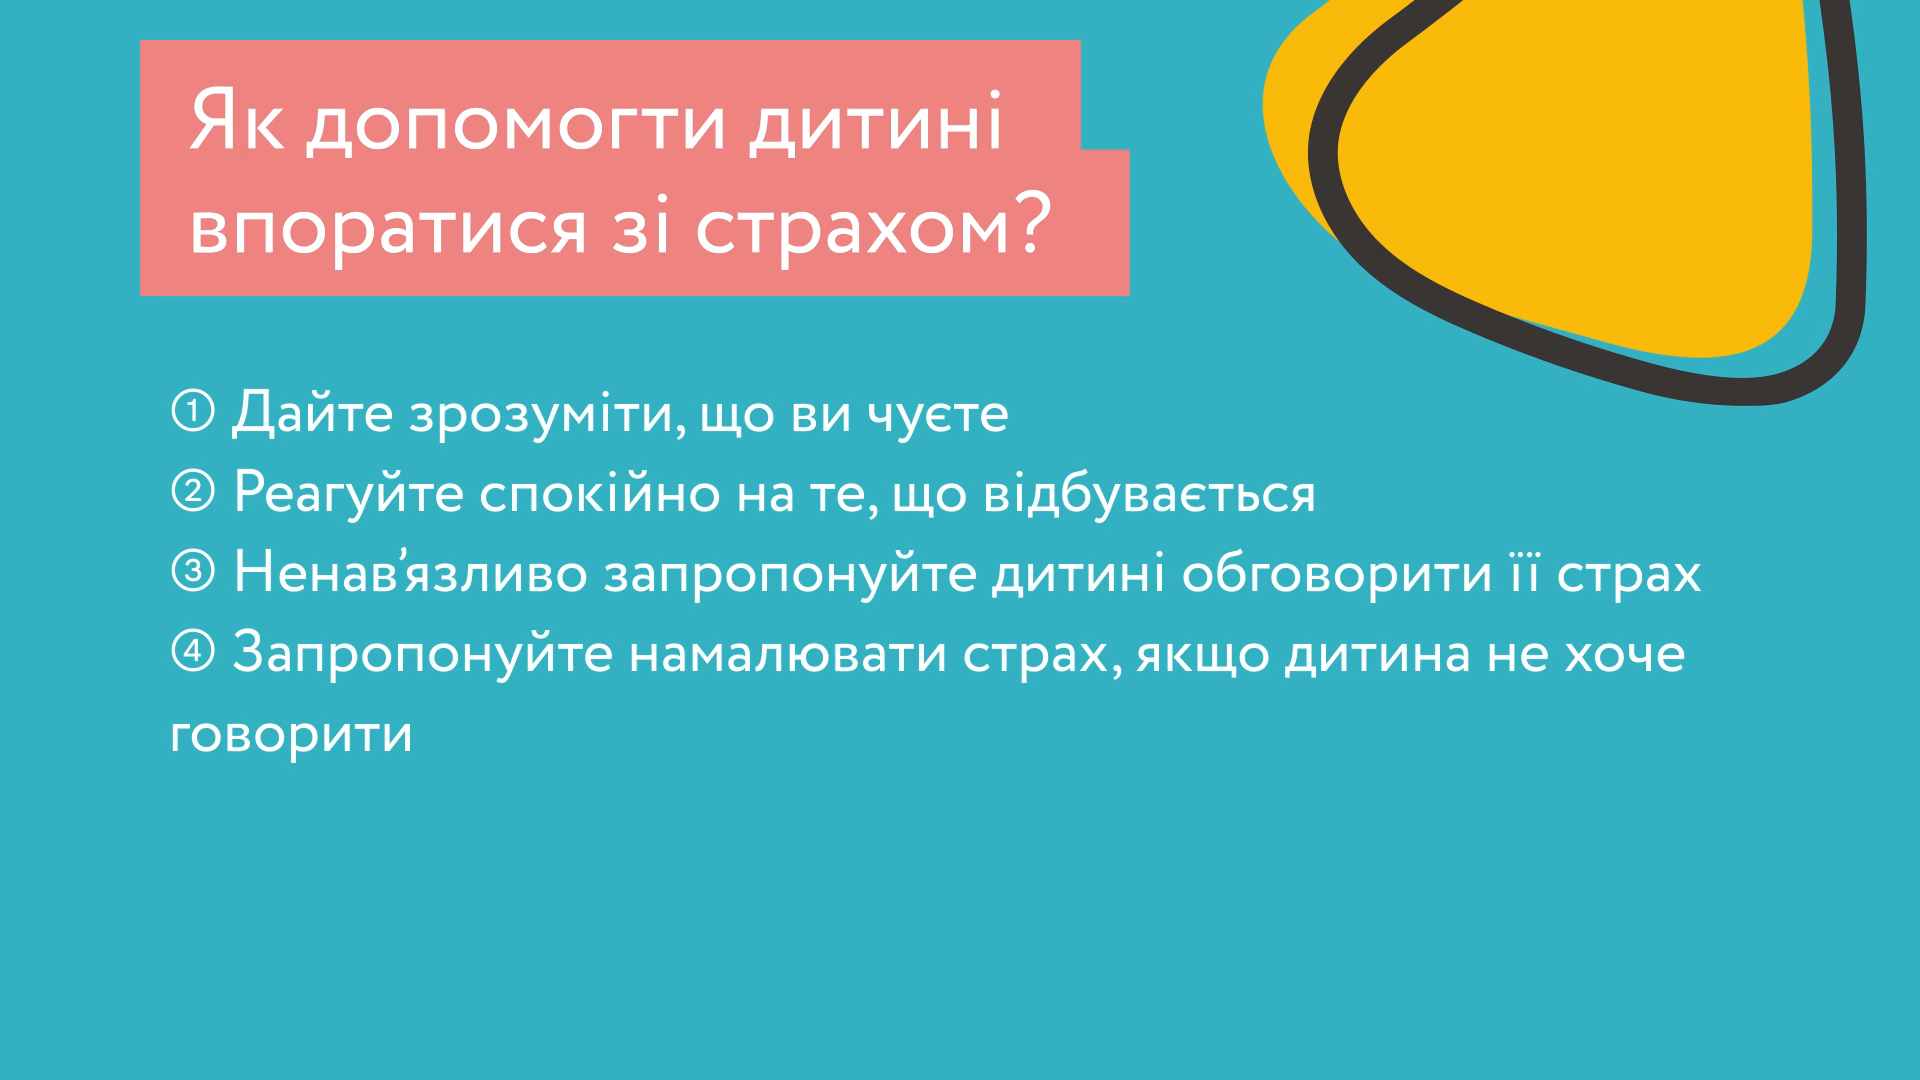 Як допомогти дитині
впоратися зі страхом?
① Дайте зрозуміти, що ви чуєте
② Реагуйте спокійно на те, що відбувається
③ Ненав’язливо запропонуйте дитині обговорити її страх
④ Запропонуйте намалювати страх, якщо дитина не хоче
говорити